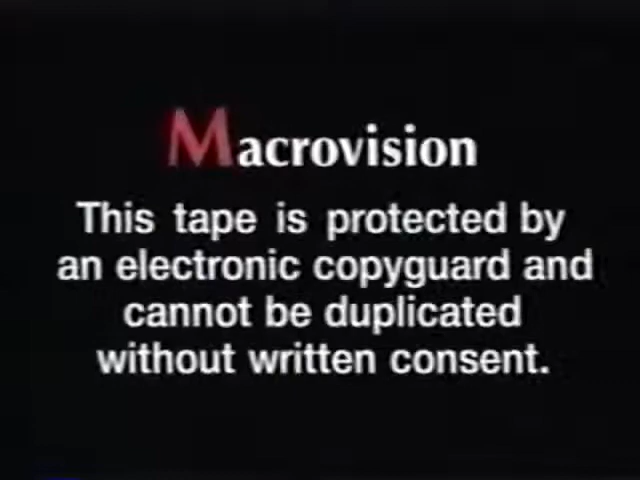 Macrovision
This tape is protected by
an electronic copyguard and
cannot be duplicated
without written consent.